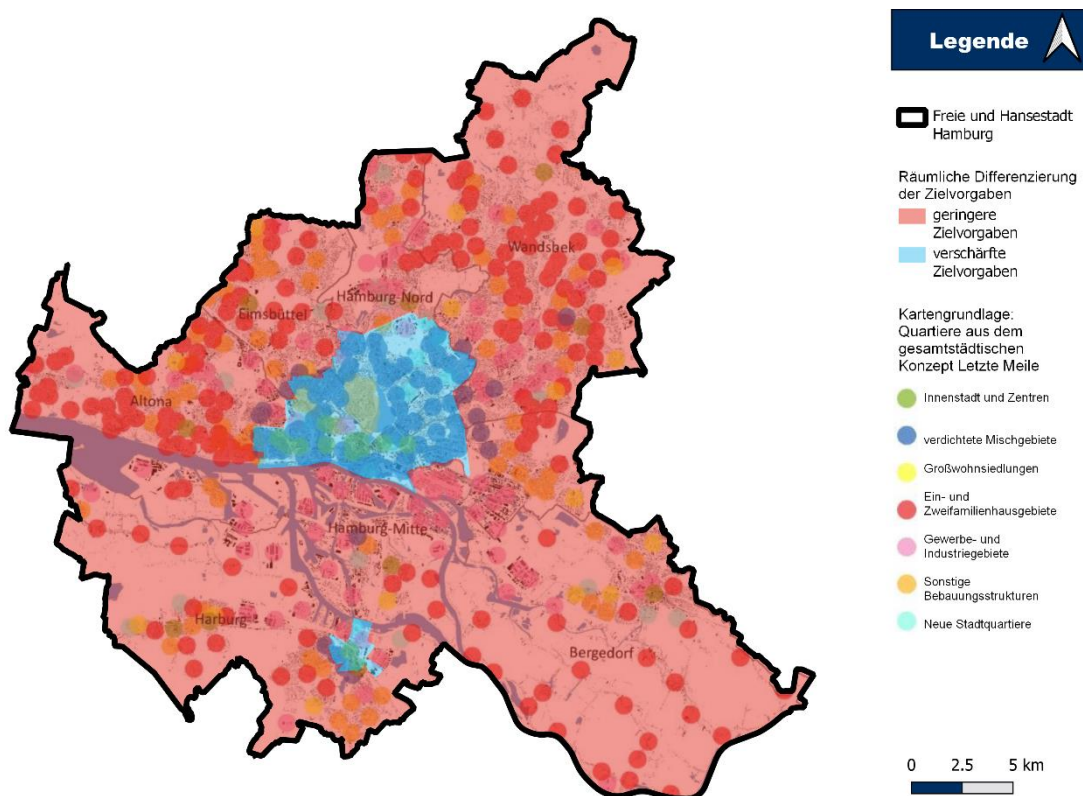 Legende
Freie und Hansestadt
Hamburg
Räumliche Differenzierung
der Zielvorgaben
geringere
Zielvorgaben
verschärfte
Zielvorgaben
Kartengrundlage:
Quartiere aus dem
gesamtstädtischen
Konzept Letzte Meile
Innenstadt und Zentren
verdichtete Mischgebiete
Großwohnsiedlungen
Ein- und
Zweifamilienhausgebiete
Gewerbe- und
Industriegebiete
Sonstige
Bebauungsstrukturen
Neue Stadtquartiere
0 2.5 5 km
Wandsbek
Hamburg-Nord
Eimsbüttel
Altona
Hamburg-Mitte
Harburg
Bergedorf